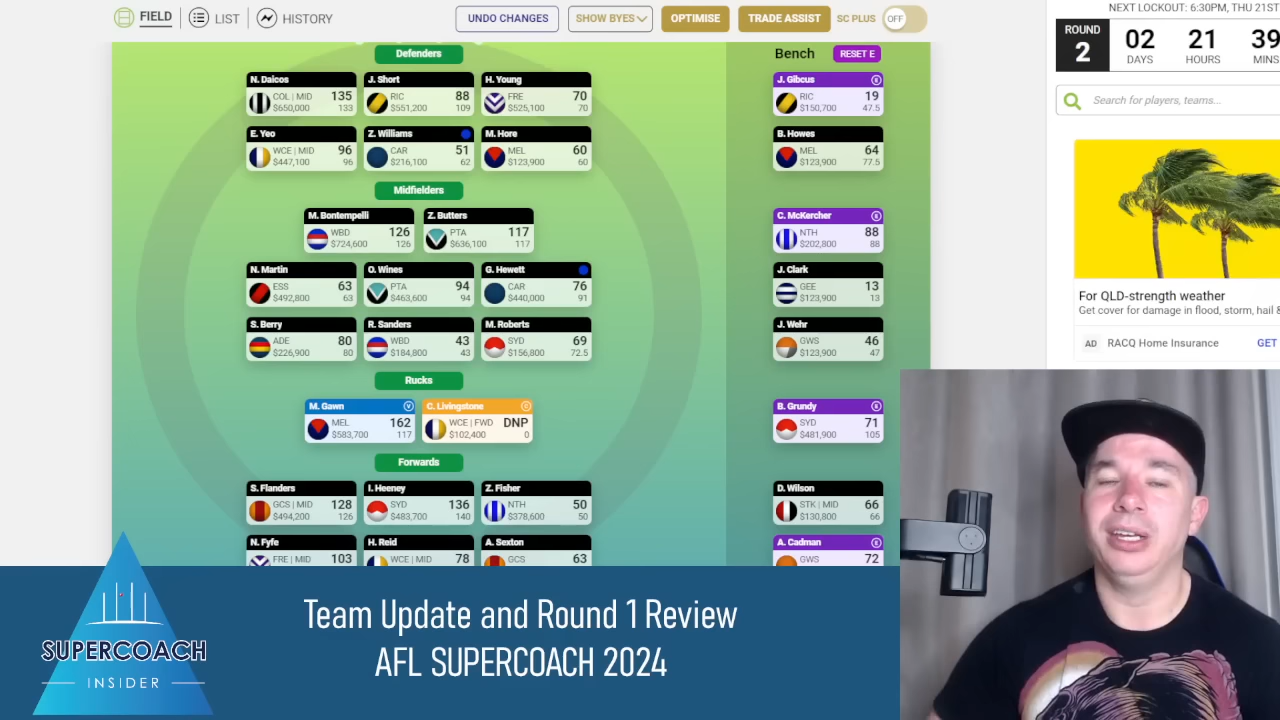 FIELD LIST HISTORY UNDO CHANGES SHOW BYES OPTIMISE TRADE ASSIST SC PLUS OFF
Defenders Bench RESET E
N. Daicos J. Short H. Young J. Gibcus E
COL | MID 135 RIC 88 FRE 70 RIC 19
$650,000 133 $551,200 109 $525,100 70 $150,700 47.5
E. Yeo Z. Williams M. Hore B. Howes
WCE | MID 96 CAR 51 MEL 60 MEL 64
$447,100 96 $216,100 62 $123,900 60 $123,900 77.5
Midfielders
M. Bontempelli Z. Butters C. McKercher E
WBD 126 PTA 117 NTH 88
$724,600 126 $636,100 117 $202,800 88
N. Martin O. Wines G. Hewett J. Clark
ESS 63 PTA 94 CAR 76 GEE 13
$492,800 63 $463,600 94 $440,000 91 $123,900 13
S. Berry R. Sanders M. Roberts J. Wehr
ADE 80 WBD 43 SYD 69 GWS 46
$226,900 80 $184,800 43 $156,800 72.5 $123,900 47
Rucks
M. Gawn V C. Livingstone C B. Grundy E
MEL 162 WCE | FWD DNP SYD 71
$583,700 117 $102,400 0 $481,900 105
Forwards
S. Flanders I. Heeney Z. Fisher D. Wilson
GCS | MID 128 SYD 136 NTH 50 STK | MID 66
$494,200 126 $483,700 140 $378,600 50 $130,800 66
N. Fyfe H. Reid A. Sexton A. Cadman E
FRE | MID 103 WCE | MID 78 GCS 63 GWS 72
NEXT LOCKOUT: 6:30PM, THU 21ST
ROUND 2 02 21 39
DAYS HOURS MINS
Search for players, teams...
For QLD-strength weather
Get cover for damage in flood, storm, hail &
AD RACQ Home Insurance GET
SUPERCOACH
INSIDER
Team Update and Round 1 Review
AFL SUPERCOACH 2024